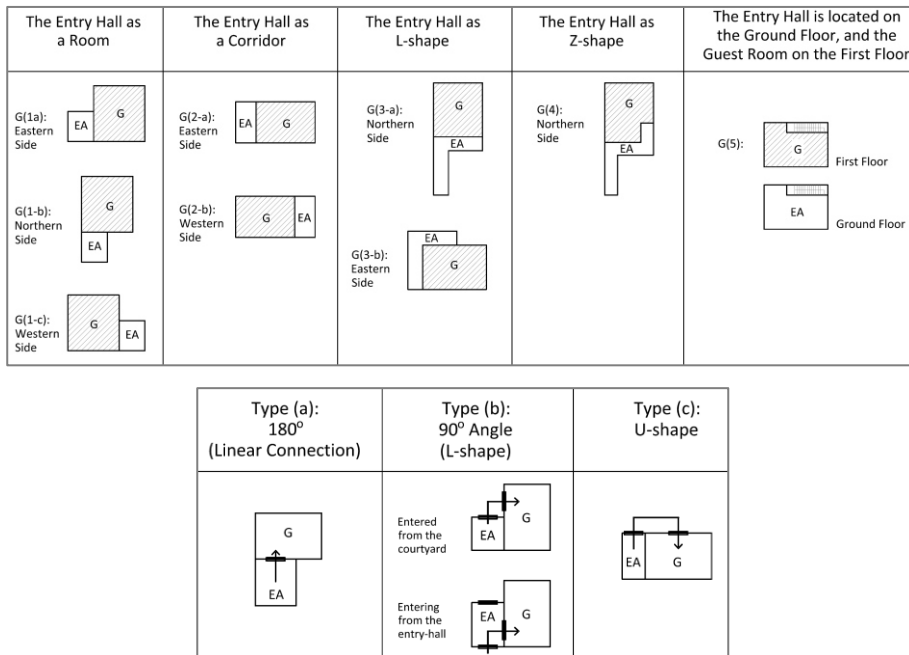 The Entry Hall as
a Room
The Entry Hall as
a Corridor
The Entry Hall as
L-shape
The Entry Hall as
Z-shape
The Entry Hall is located on
the Ground Floor, and the
Guest Room on the First Floor
G(1a):
Eastern
Side
EA
G
G(1-b):
Northern
Side
G
EA
G(1-c):
Western
Side
G
EA
G(2-a):
Eastern
Side
EA
G
G(2-b):
Western
Side
G
EA
G(3-a):
Northern
Side
G
EA
G(3-b):
Eastern
Side
EA
G
G(4):
Northern
Side
G
EA
G(5):
G
First Floor
EA
Ground Floor
Type (a):
180°
(Linear Connection)
Type (b):
90° Angle
(L-shape)
Type (c):
U-shape
G
EA
Entered
from the
courtyard
G
EA
Entering
from the
entry-hall
EA
G
EA
G